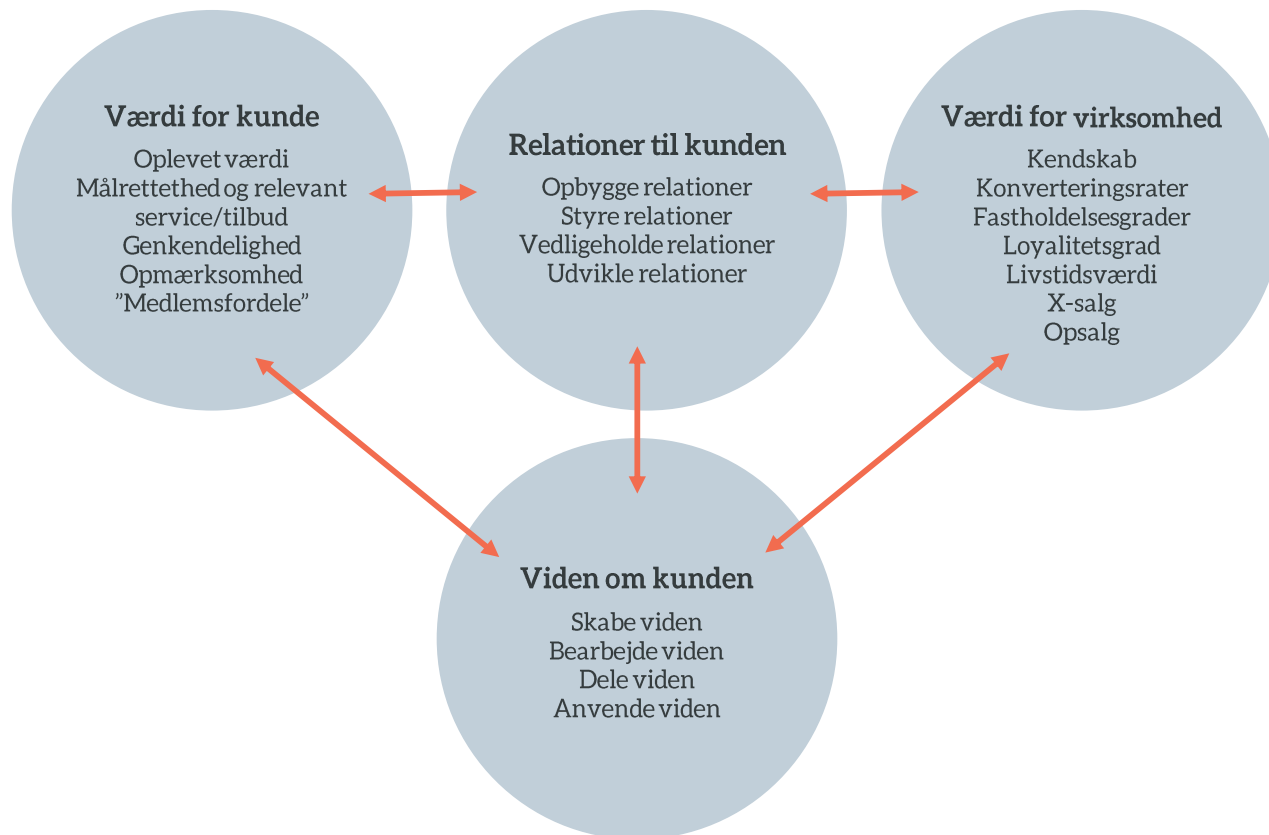 Værdi for kunde
Oplevet værdi
Målrettethed og relevant
service/tilbud
Genkendelighed
Opmærksomhed
”Medlemsfordele”
Relationer til kunden
Opbygge relationer
Styre relationer
Vedligeholde relationer
Udvikle relationer
Værdi for virksomhed
Kendskab
Konverteringsrater
Fastholdelsesgrader
Loyalitetsgrad
Livstidsværdi
X-salg
Opsalg
Viden om kunden
Skabe viden
Bearbejde viden
Dele viden
Anvende viden